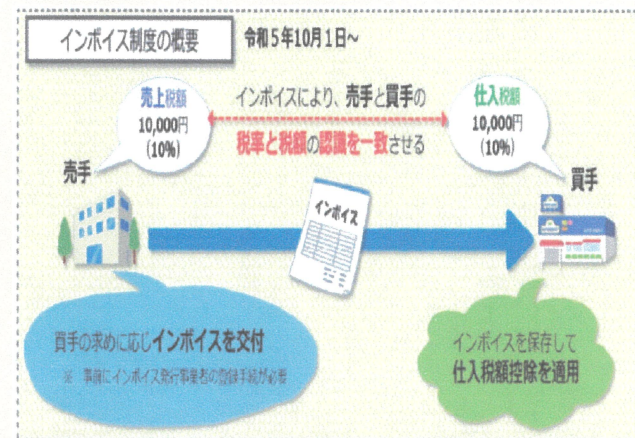 インボイス制度の概要
令和5年10月1日～
売上税額
10,000円
(10%)
インボイスにより、売手と買手の
税率と税額の認識を一致させる
仕入税額
10,000円
(10%)
売手
買手
インボイス
買手の求めに応じインボイスを交付
※ 事前にインボイス発行事業者の登録手続が必要
インボイスを保存して
仕入税額控除を適用